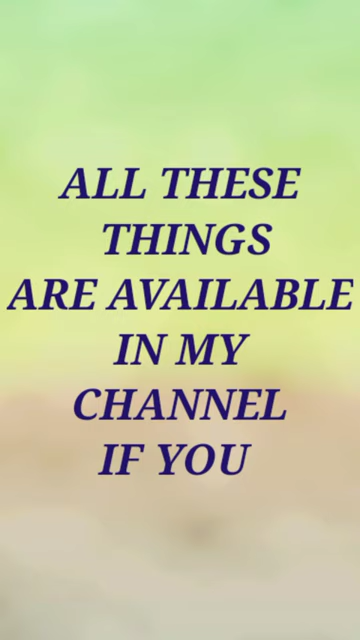 ALL THESE
THINGS
ARE AVAILABLE
IN MY
CHANNEL
IF YOU